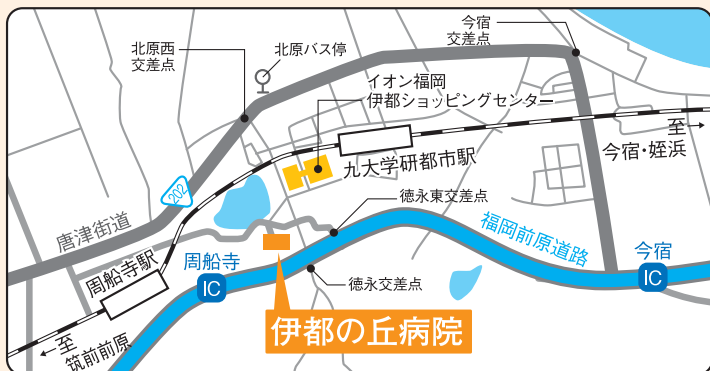 今宿
交差点
北原西
交差点
北原バス停
イオン福岡
伊都ショッピングセンター
至
今宿・姪浜
九大学研都市駅
202
唐津街道
徳永東交差点
福岡前原道路
周船寺
IC
今宿
IC
周船寺駅
徳永交差点
伊都の丘病院
至
筑前前原